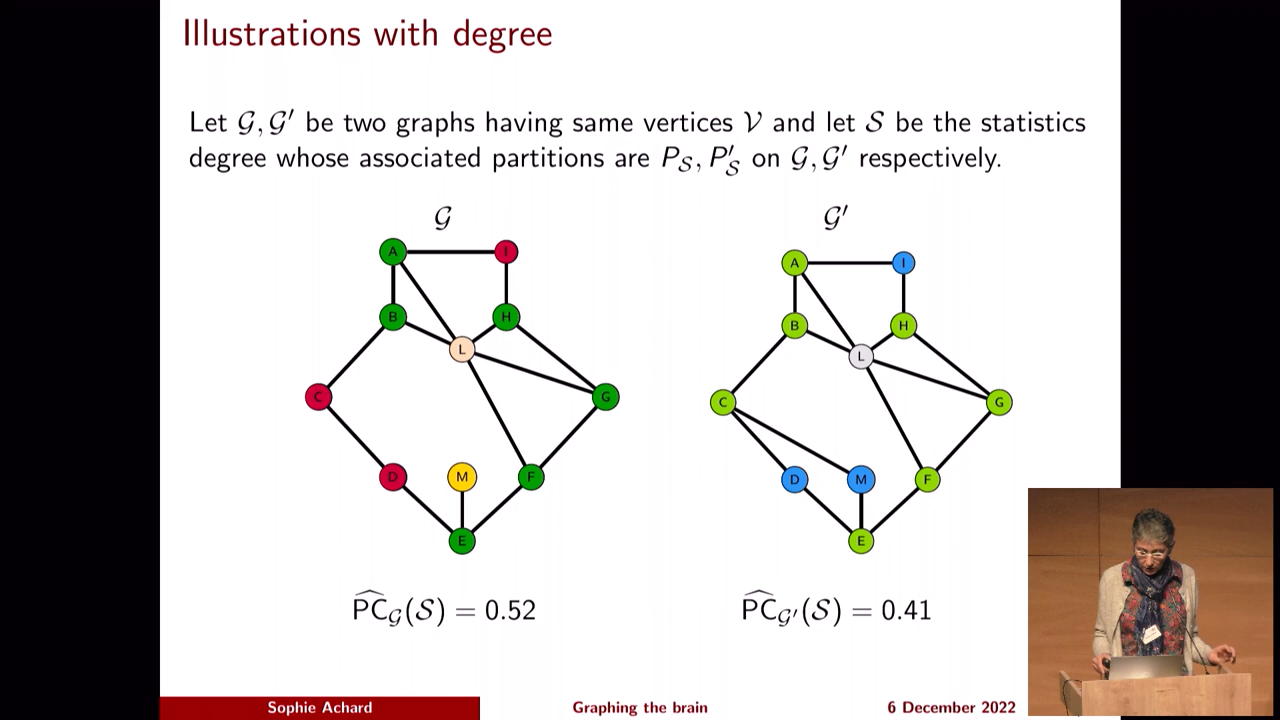 Illustrations with degree
Let 𝒢, 𝒢′ be two graphs having same vertices 𝒱 and let 𝒮 be the statistics
degree whose associated partitions are P_𝒮, P′_𝒮 on 𝒢, 𝒢′ respectively.
𝒢
A
I
B
H
L
C
G
D
M
F
E
P̂C_𝒢(𝒮) = 0.52
𝒢′
A
I
B
H
L
C
G
D
M
F
E
P̂C_𝒢′(𝒮) = 0.41
Sophie Achard
Graphing the brain
6 December 2022